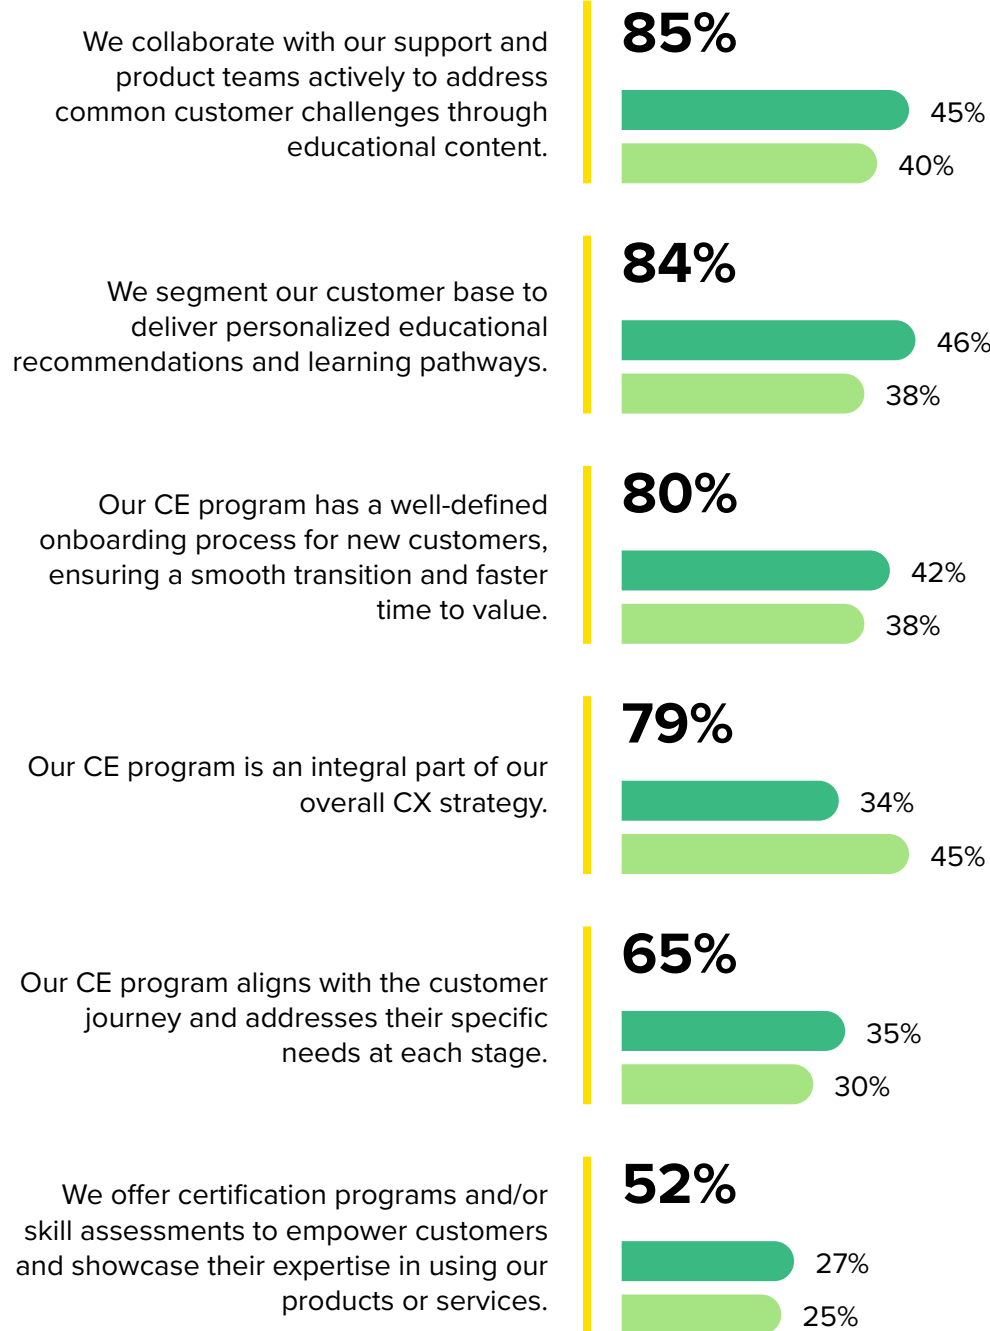 We collaborate with our support and
product teams actively to address
common customer challenges through
educational content.
85%
45%
40%
We segment our customer base to
deliver personalized educational
recommendations and learning pathways.
84%
46%
38%
Our CE program has a well-defined
onboarding process for new customers,
ensuring a smooth transition and faster
time to value.
80%
42%
38%
Our CE program is an integral part of our
overall CX strategy.
79%
34%
45%
Our CE program aligns with the customer
journey and addresses their specific
needs at each stage.
65%
35%
30%
We offer certification programs and/or
skill assessments to empower customers
and showcase their expertise in using our
products or services.
52%
27%
25%